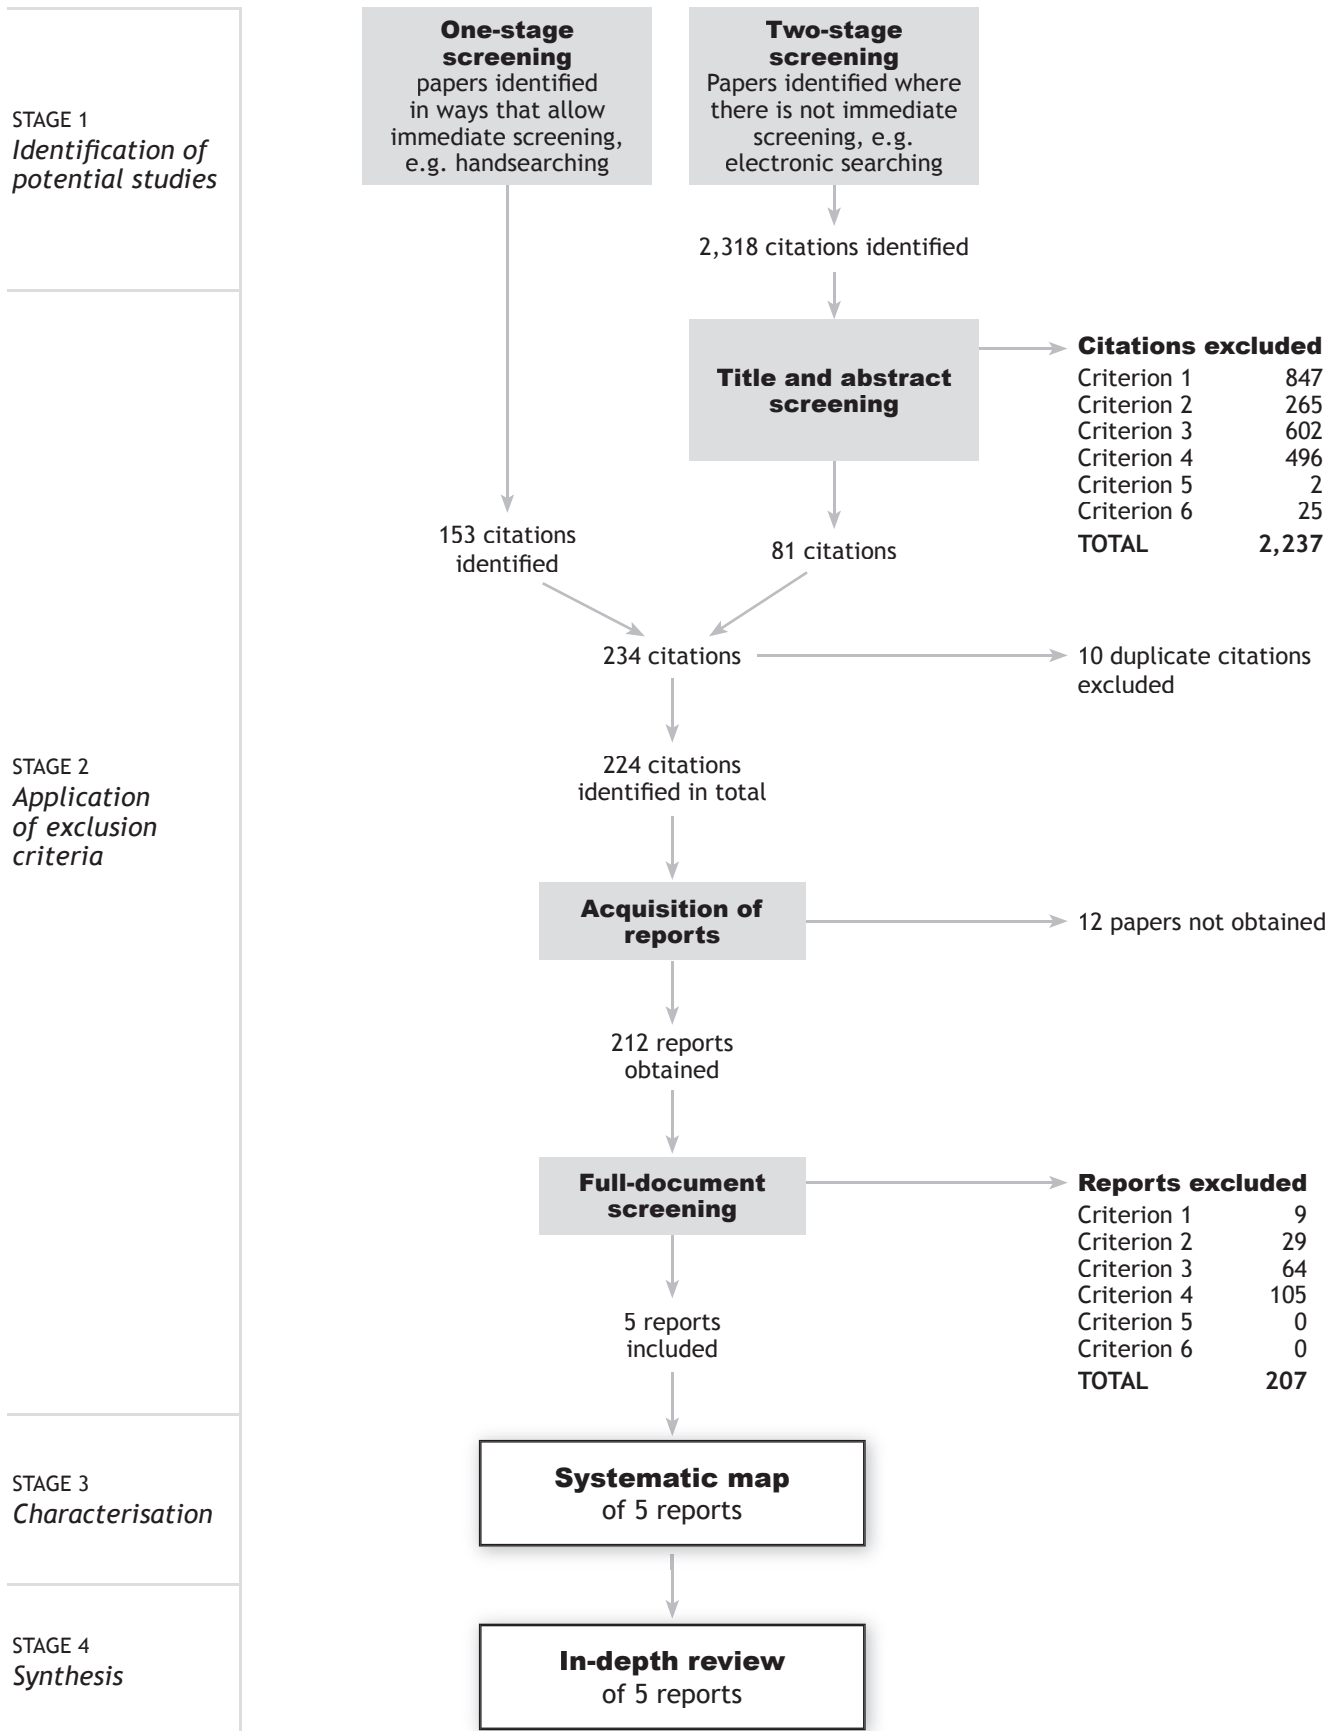 STAGE 1
Identification of
potential studies
One-stage
screening
papers identified
in ways that allow
immediate screening,
e.g. handsearching
Two-stage
screening
Papers identified where
there is not immediate
screening, e.g.
electronic searching
2,318 citations identified
Title and abstract
screening
Citations excluded
Criterion 1 847
Criterion 2 265
Criterion 3 602
Criterion 4 496
Criterion 5 2
Criterion 6 25
TOTAL 2,237
153 citations
identified
81 citations
234 citations
10 duplicate citations
excluded
STAGE 2
Application
of exclusion
criteria
224 citations
identified in total
Acquisition of
reports
12 papers not obtained
212 reports
obtained
Full-document
screening
Reports excluded
Criterion 1 9
Criterion 2 29
Criterion 3 64
Criterion 4 105
Criterion 5 0
Criterion 6 0
TOTAL 207
5 reports
included
STAGE 3
Characterisation
Systematic map
of 5 reports
STAGE 4
Synthesis
In-depth review
of 5 reports